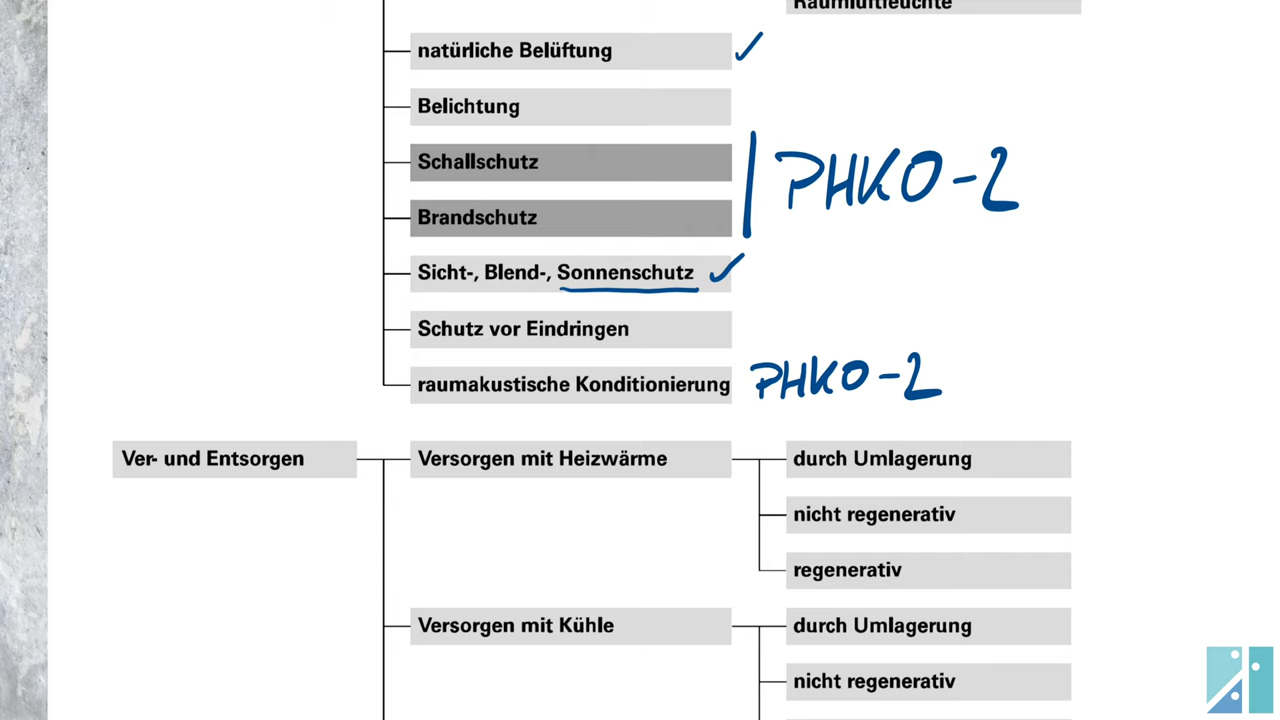 Raumluftfeuchte
natürliche Belüftung
Belichtung
Schallschutz
PHKO-2
Brandschutz
Sicht-, Blend-, Sonnenschutz
Schutz vor Eindringen
raumakustische Konditionierung PHKO-2
Ver- und Entsorgen Versorgen mit Heizwärme durch Umlagerung
nicht regenerativ
regenerativ
Versorgen mit Kühle durch Umlagerung
nicht regenerativ